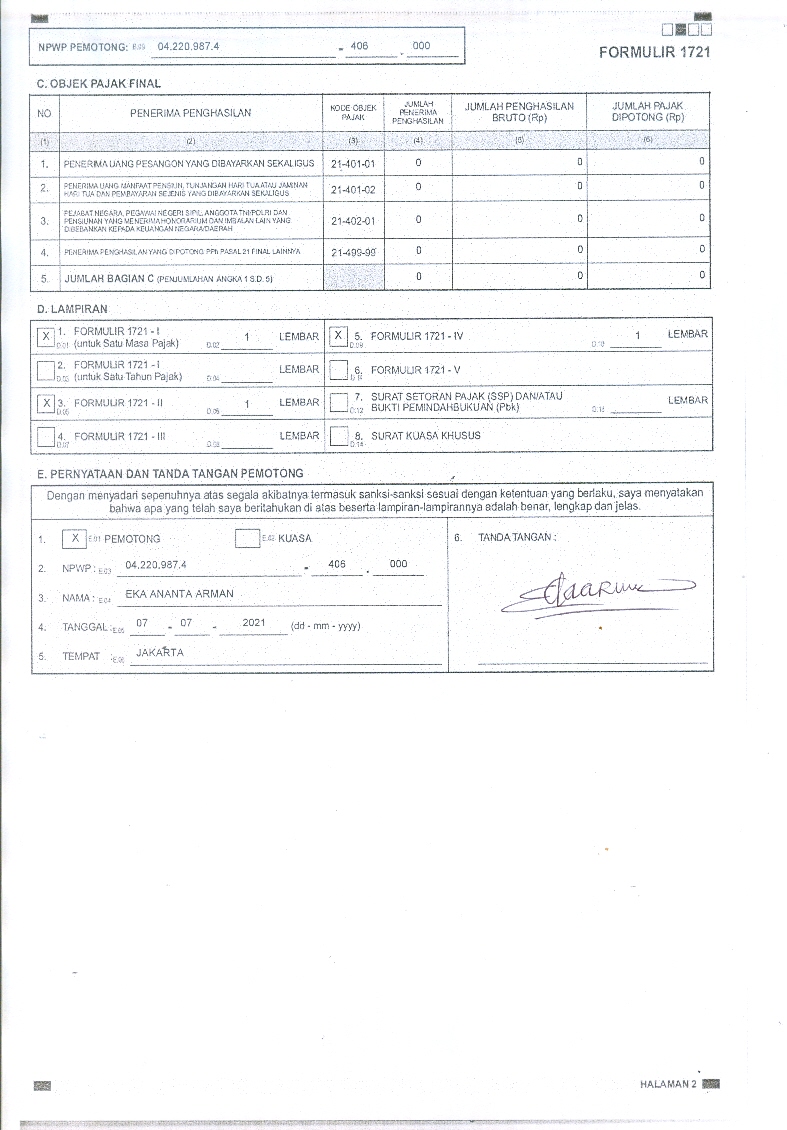 NPWP PEMOTONG: E.03 04.220.987.4 - 406 . 000
FORMULIR 1721
C. OBJEK PAJAK FINAL
NO PENERIMA PENGHASILAN KODE OBJEK PAJAK JUMLAH PENERIMA PENGHASILAN JUMLAH PENGHASILAN BRUTO (Rp) JUMLAH PAJAK DIPOTONG (Rp)
(1) (2) (3) (4) (5) (6)
1. PENERIMA UANG PESANGON YANG DIBAYARKAN SEKALIGUS 21-401-01 0 0 0
2. PENERIMA UANG MANFAAT PENSIUN, TUNJANGAN HARI TUA ATAU JAMINAN
HARI TUA DAN PEMBAYARAN SEJENIS YANG DIBAYARKAN SEKALIGUS 21-401-02 0 0 0
3. PEJABAT NEGARA, PEGAWAI NEGERI SIPIL, ANGGOTA TNI/POLRI DAN
PENSIUNAN YANG MENERIMA HONORARIUM DAN IMBALAN LAIN YANG
DIBEBANKAN KEPADA KEUANGAN NEGARA/DAERAH 21-402-01 0 0 0
4. PENERIMA PENGHASILAN YANG DIPOTONG PPh PASAL 21 FINAL LAINNYA 21-499-99 0 0 0
5. JUMLAH BAGIAN C (PENJUMLAHAN ANGKA 1 S.D. 5) 0 0 0
D. LAMPIRAN
X D.01 1. FORMULIR 1721 - I
(untuk Satu Masa Pajak) D.02 1 LEMBAR
X D.09 5. FORMULIR 1721 - IV D.10 1 LEMBAR
D.03 2. FORMULIR 1721 - I
(untuk Satu Tahun Pajak) D.04 LEMBAR
6. FORMULIR 1721 - V
X D.05 3. FORMULIR 1721 - II D.06 1 LEMBAR
D.12 7. SURAT SETORAN PAJAK (SSP) DAN/ATAU
BUKTI PEMINDAHBUKUAN (Pbk) D.13 LEMBAR
D.07 4. FORMULIR 1721 - III D.08 LEMBAR
D.14 8. SURAT KUASA KHUSUS
E. PERNYATAAN DAN TANDA TANGAN PEMOTONG
Dengan menyadari sepenuhnya atas segala akibatnya termasuk sanksi-sanksi sesuai dengan ketentuan yang berlaku, saya menyatakan
bahwa apa yang telah saya beritahukan di atas beserta lampiran-lampirannya adalah benar, lengkap dan jelas.
1. X E.01 PEMOTONG E.02 KUASA
2. NPWP : E.03 04.220.987.4 - 406 . 000
3. NAMA : E.04 EKA ANANTA ARMAN
4. TANGGAL : E.05 07 - 07 - 2021 (dd - mm - yyyy)
5. TEMPAT : E.06 JAKARTA
6. TANDA TANGAN :
HALAMAN 2